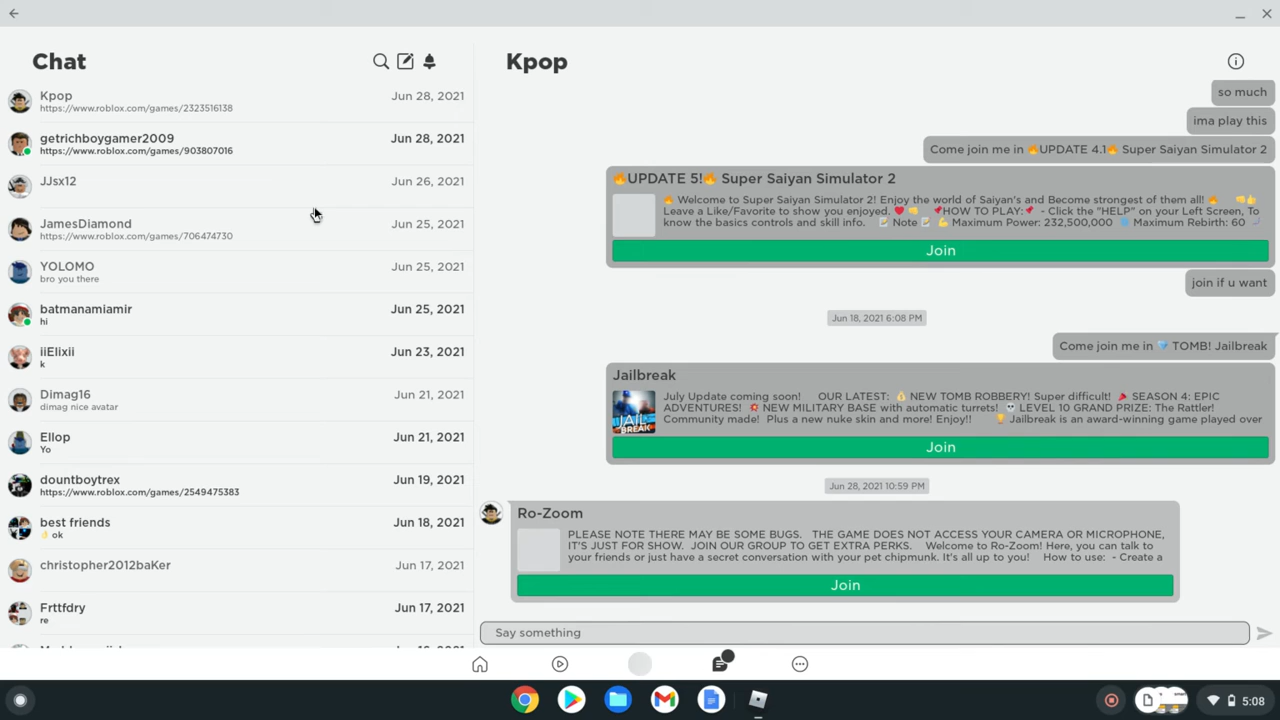 Chat
Kpop
Jun 28, 2021
https://www.roblox.com/games/2323516138
getrichboygamer2009
Jun 28, 2021
https://www.roblox.com/games/903807016
JJsx12
Jun 26, 2021
JamesDiamond
Jun 25, 2021
https://www.roblox.com/games/706474730
YOLOMO
Jun 25, 2021
bro you there
batmanamiamir
Jun 25, 2021
hi
iiElixii
Jun 23, 2021
k
Dimag16
Jun 21, 2021
dimag nice avatar
Ellop
Jun 21, 2021
Yo
dountboytrex
Jun 19, 2021
https://www.roblox.com/games/2549475383
best friends
Jun 18, 2021
👌 ok
christopher2012baKer
Jun 17, 2021
Frttfdry
Jun 17, 2021
re
Kpop
so much
ima play this
Come join me in 🔥UPDATE 4.1🔥 Super Saiyan Simulator 2
🔥UPDATE 5!🔥 Super Saiyan Simulator 2
🔥 Welcome to Super Saiyan Simulator 2! Enjoy the world of Saiyan's and Become strongest of them all! 🔥 👊👍
Leave a Like/Favorite to show you enjoyed. ❤️👊 📌HOW TO PLAY:📌 - Click the "HELP" on your Left Screen, To
know the basics controls and skill info. 📝 Note 📝 💪 Maximum Power: 232,500,000 Maximum Rebirth: 60
Join
join if u want
Jun 18, 2021 6:08 PM
Come join me in 💎 TOMB! Jailbreak
Jailbreak
July Update coming soon! OUR LATEST: 💰 NEW TOMB ROBBERY! Super difficult! SEASON 4: EPIC
ADVENTURES! 💥 NEW MILITARY BASE with automatic turrets! 💀 LEVEL 10 GRAND PRIZE: The Rattler!
Community made! Plus a new nuke skin and more! Enjoy!! 🏆 Jailbreak is an award-winning game played over
JAIL
BREAK
Join
Jun 28, 2021 10:59 PM
Ro-Zoom
PLEASE NOTE THERE MAY BE SOME BUGS. THE GAME DOES NOT ACCESS YOUR CAMERA OR MICROPHONE,
IT'S JUST FOR SHOW. JOIN OUR GROUP TO GET EXTRA PERKS. Welcome to Ro-Zoom! Here, you can talk to
your friends or just have a secret conversation with your pet chipmunk. It's all up to you! How to use: - Create a
Join
Say something
5:08